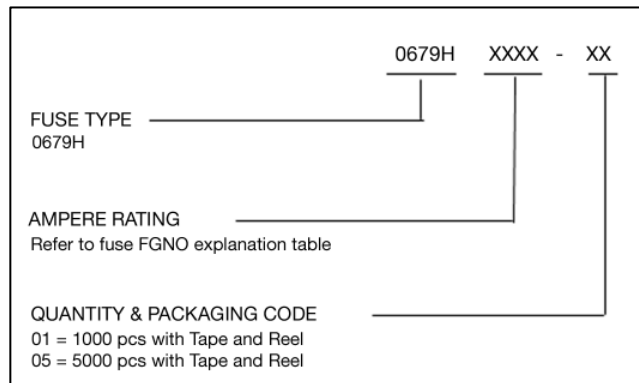 0679H XXXX - XX
FUSE TYPE
0679H
AMPERE RATING
Refer to fuse FGNO explanation table
QUANTITY & PACKAGING CODE
01 = 1000 pcs with Tape and Reel
05 = 5000 pcs with Tape and Reel